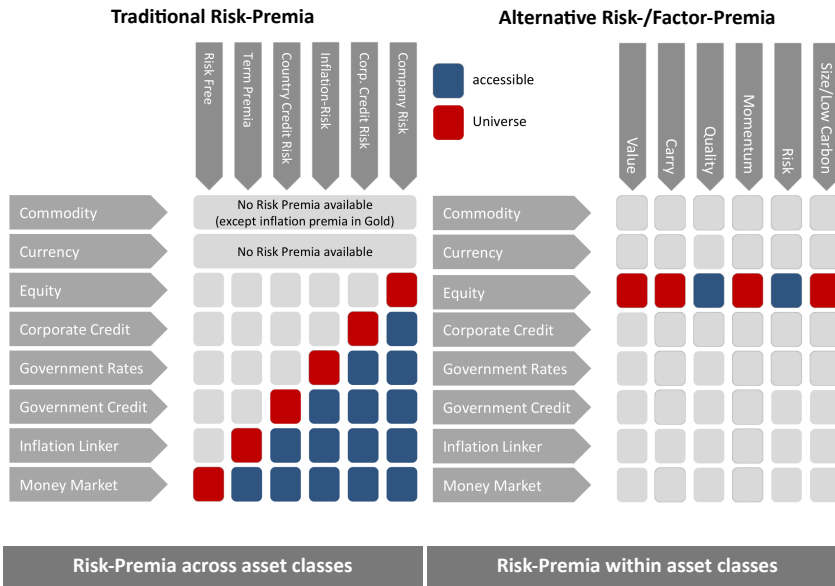 Traditional Risk-Premia
Alternative Risk-/Factor-Premia
Risk Free
Term Premia
Country Credit Risk
Inflation-Risk
Corp. Credit Risk
Company Risk
accessible
Universe
Value
Carry
Quality
Momentum
Risk
Size/Low Carbon
Commodity
No Risk Premia available
(except inflation premia in Gold)
Commodity
Currency
No Risk Premia available
Currency
Equity
Equity
Corporate Credit
Corporate Credit
Government Rates
Government Rates
Government Credit
Government Credit
Inflation Linker
Inflation Linker
Money Market
Money Market
Risk-Premia across asset classes
Risk-Premia within asset classes